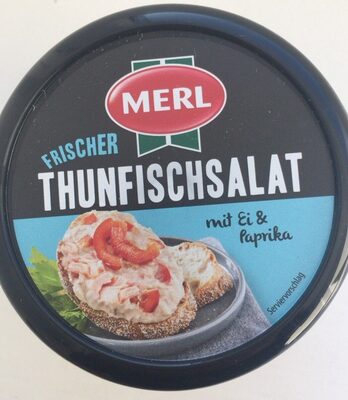 MERL
FRISCHER
THUNFISCHSALAT
mit Ei &
Paprika
Serviervorschlag